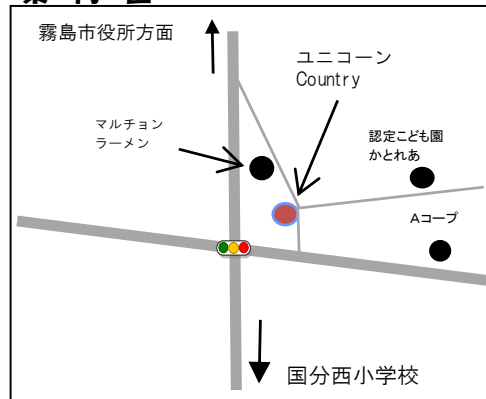 霧島市役所方面
ユニコーン
Country
マルチョン
ラーメン
認定こども園
かとれあ
Aコープ
国分西小学校